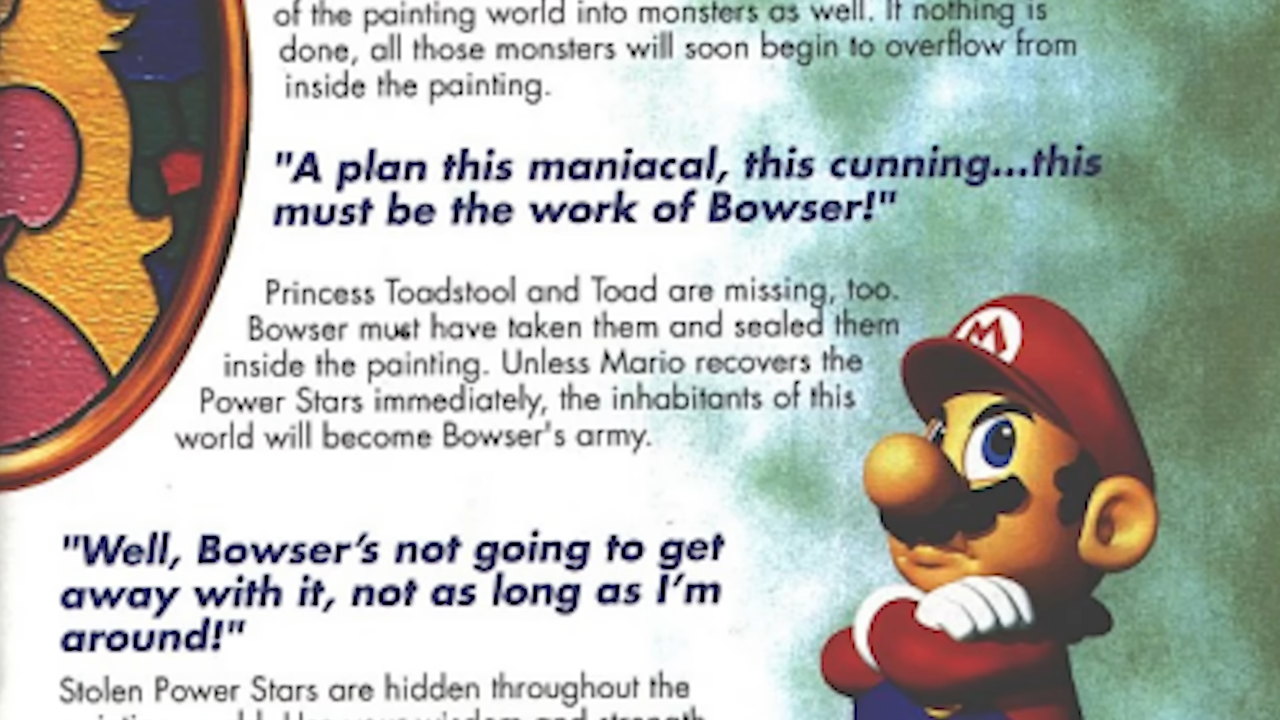 of the painting world into monsters as well. If nothing is
done, all those monsters will soon begin to overflow from
inside the painting.
"A plan this maniacal, this cunning...this
must be the work of Bowser!"
Princess Toadstool and Toad are missing, too.
Bowser must have taken them and sealed them
inside the painting. Unless Mario recovers the
Power Stars immediately, the inhabitants of this
world will become Bowser's army.
"Well, Bowser's not going to get
away with it, not as long as I'm
around!"
Stolen Power Stars are hidden throughout the
M